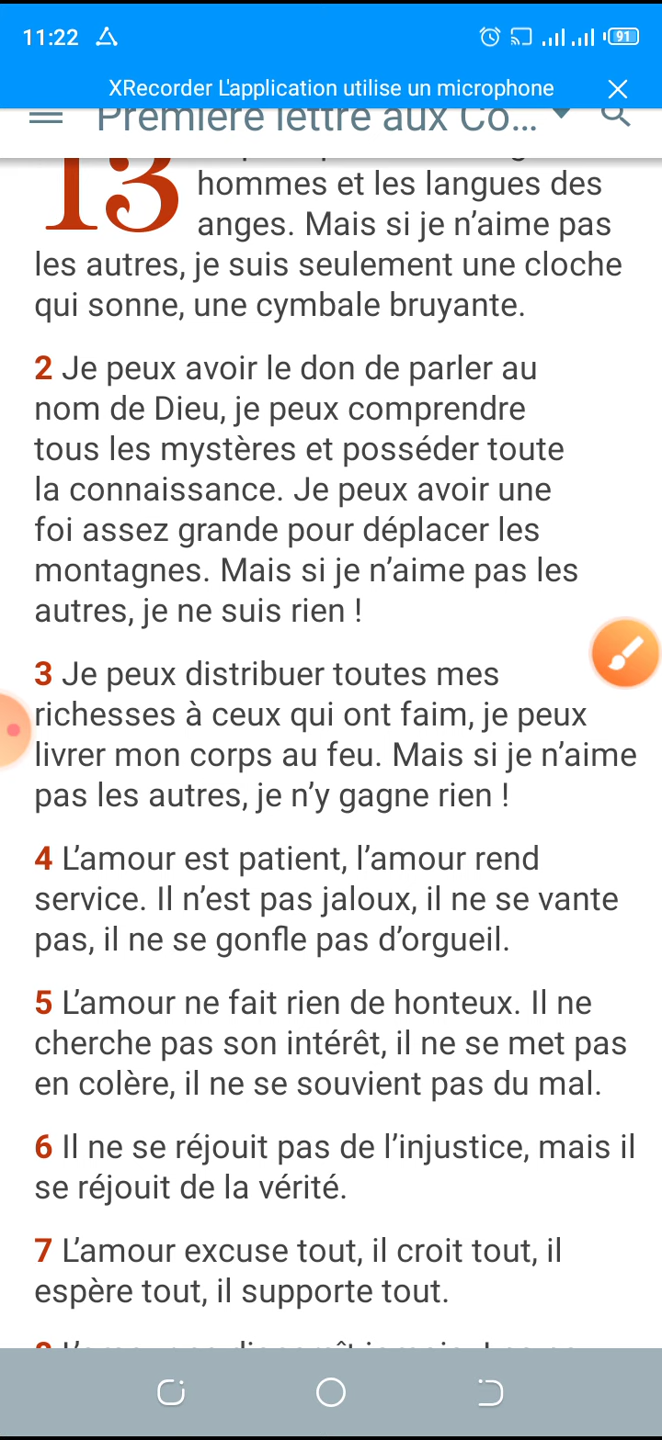 11:22
91
XRecorder L'application utilise un microphone
Première lettre aux Co...
13
hommes et les langues des
anges. Mais si je n’aime pas
les autres, je suis seulement une cloche
qui sonne, une cymbale bruyante.
2 Je peux avoir le don de parler au
nom de Dieu, je peux comprendre
tous les mystères et posséder toute
la connaissance. Je peux avoir une
foi assez grande pour déplacer les
montagnes. Mais si je n’aime pas les
autres, je ne suis rien !
3 Je peux distribuer toutes mes
richesses à ceux qui ont faim, je peux
livrer mon corps au feu. Mais si je n’aime
pas les autres, je n’y gagne rien !
4 L’amour est patient, l’amour rend
service. Il n’est pas jaloux, il ne se vante
pas, il ne se gonfle pas d’orgueil.
5 L’amour ne fait rien de honteux. Il ne
cherche pas son intérêt, il ne se met pas
en colère, il ne se souvient pas du mal.
6 Il ne se réjouit pas de l’injustice, mais il
se réjouit de la vérité.
7 L’amour excuse tout, il croit tout, il
espère tout, il supporte tout.